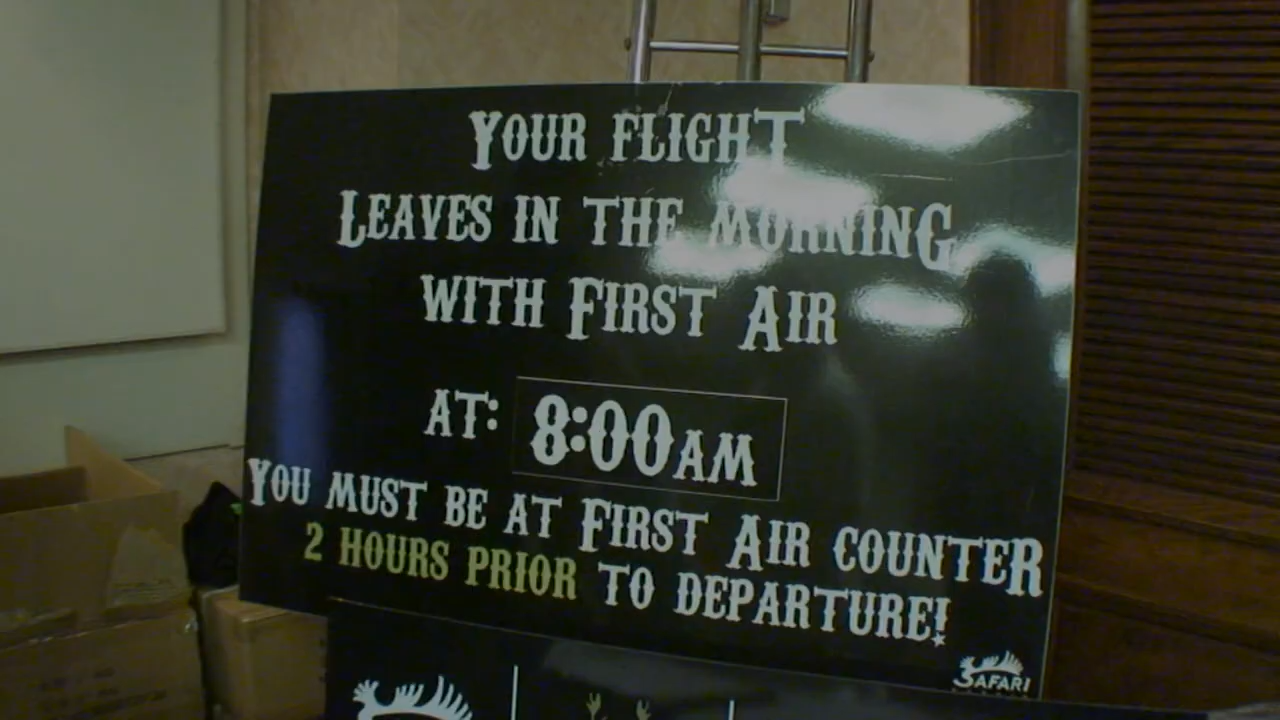 YOUR FLIGHT
LEAVES IN THE MORNING
WITH FIRST AIR
AT: 8:00AM
YOU MUST BE AT FIRST AIR COUNTER
2 HOURS PRIOR TO DEPARTURE!
SAFARI